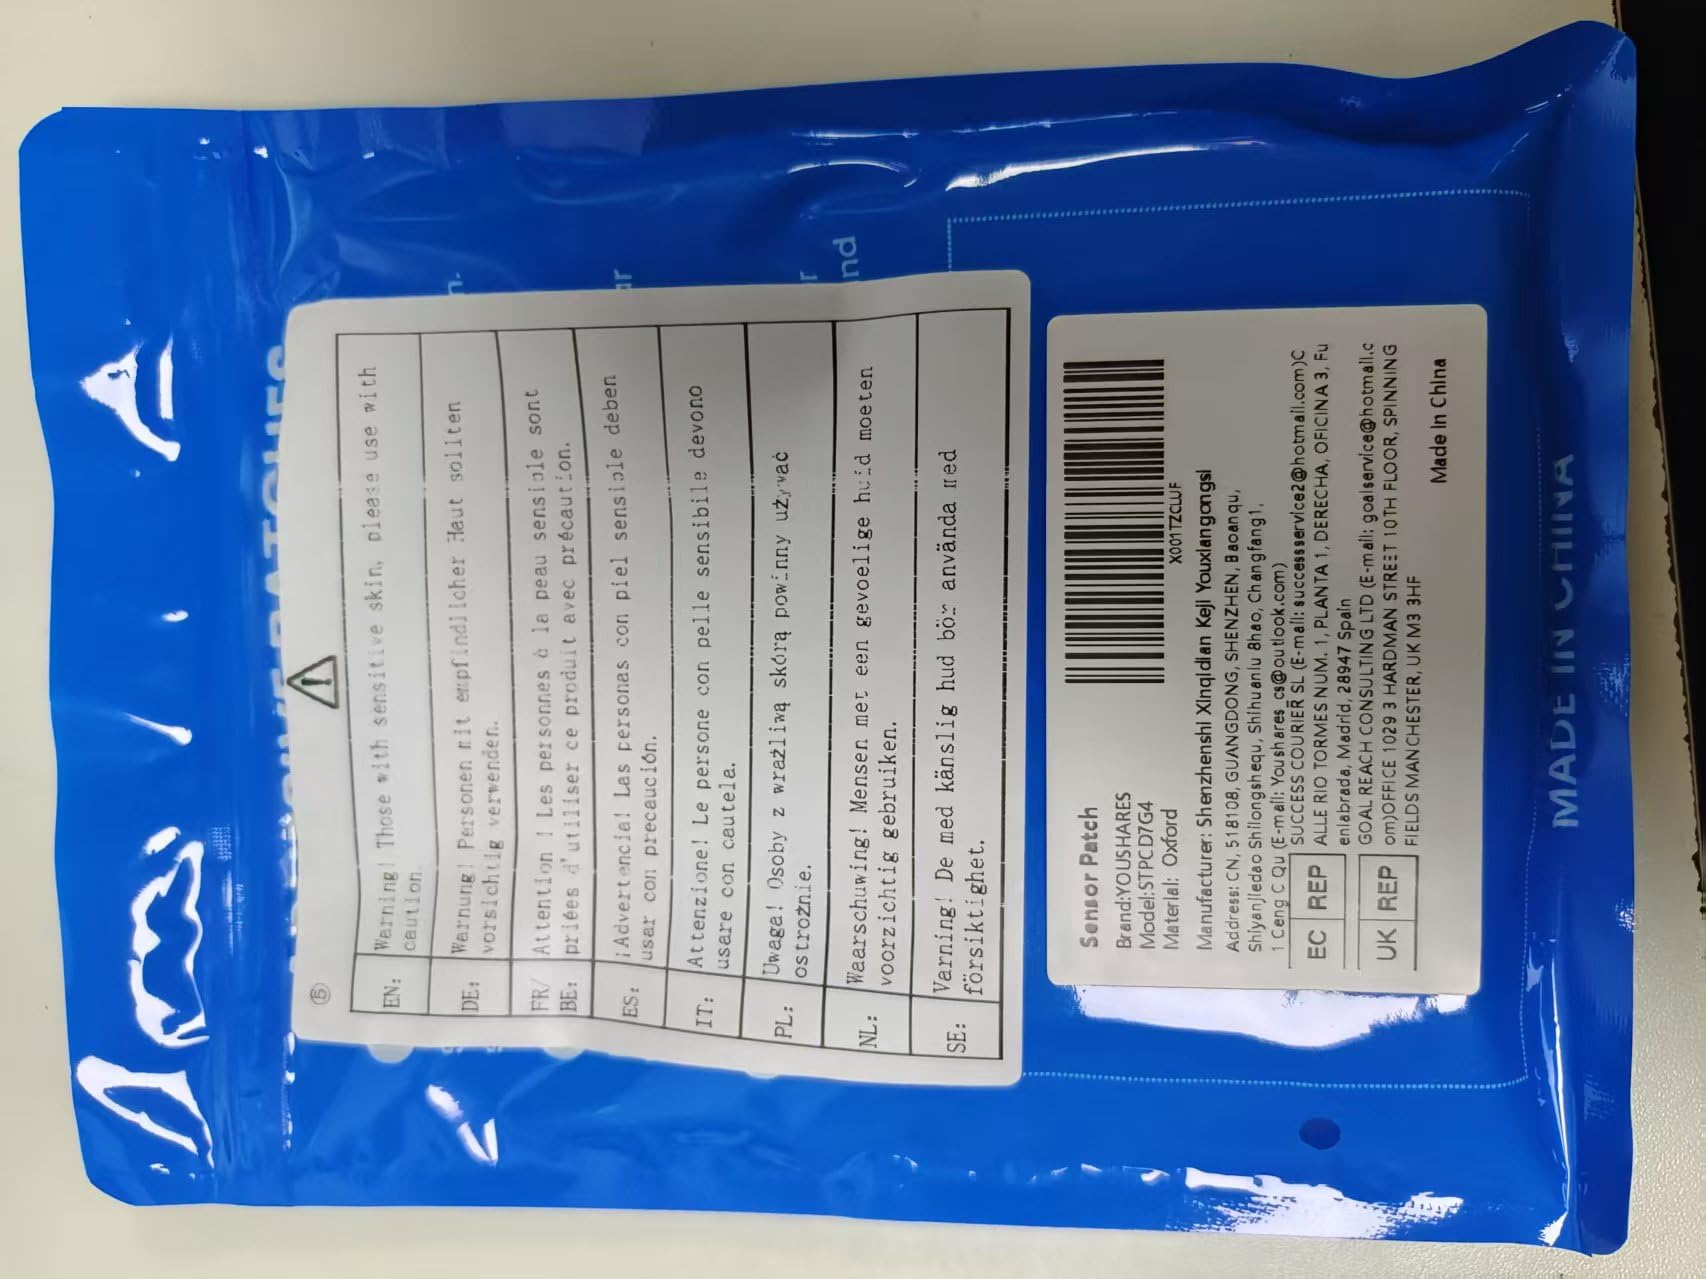 ⑤
EN: Warning! Those with sensitive skin, please use with
caution.
DE: Warnung! Personen mit empfindlicher Haut sollten
vorsichtig verwenden.
FR/ Attention ! Les personnes à la peau sensible sont
BE: priées d'utiliser ce produit avec précaution.
ES: ¡Advertencia! Las personas con piel sensible deben
usar con precaución.
IT: Attenzione! Le persone con pelle sensibile devono
usare con cautela.
PL: Uwaga! Osoby z wrażliwą skórą powinny używać
ostrożnie.
NL: Waarschuwing! Mensen met een gevoelige huid moeten
voorzichtig gebruiken.
SE: Varning! De med känslig hud bör använda med
försiktighet.
X001TZCLUF
Sensor Patch
Brand:YOUSHARES
Model:STPCD7G4
Material: Oxford
Manufacturer: Shenzhenshi Xinqidian Keji Youxiangongsi
Address: CN, 518108, GUANGDONG, SHENZHEN, Baoanqu,
Shiyanjiedao Shilongshequ, Shihuanlu 8hao, Changfang1,
1 Ceng C Qu (E-mail: Youshares_cs@outlook.com)
EC REP SUCCESS COURIER SL (E-mail: successservice2@hotmail.com)C
ALLE RIO TORMES NUM. 1, PLANTA 1, DERECHA, OFICINA 3, Fu
enlabrada, Madrid, 28947 Spain
UK REP GOAL REACH CONSULTING LTD (E-mail: goalservice@hotmail.c
om)OFFICE 1029 3 HARDMAN STREET 10TH FLOOR, SPINNING
FIELDS MANCHESTER, UK M3 3HF
Made In China
MADE IN CHINA